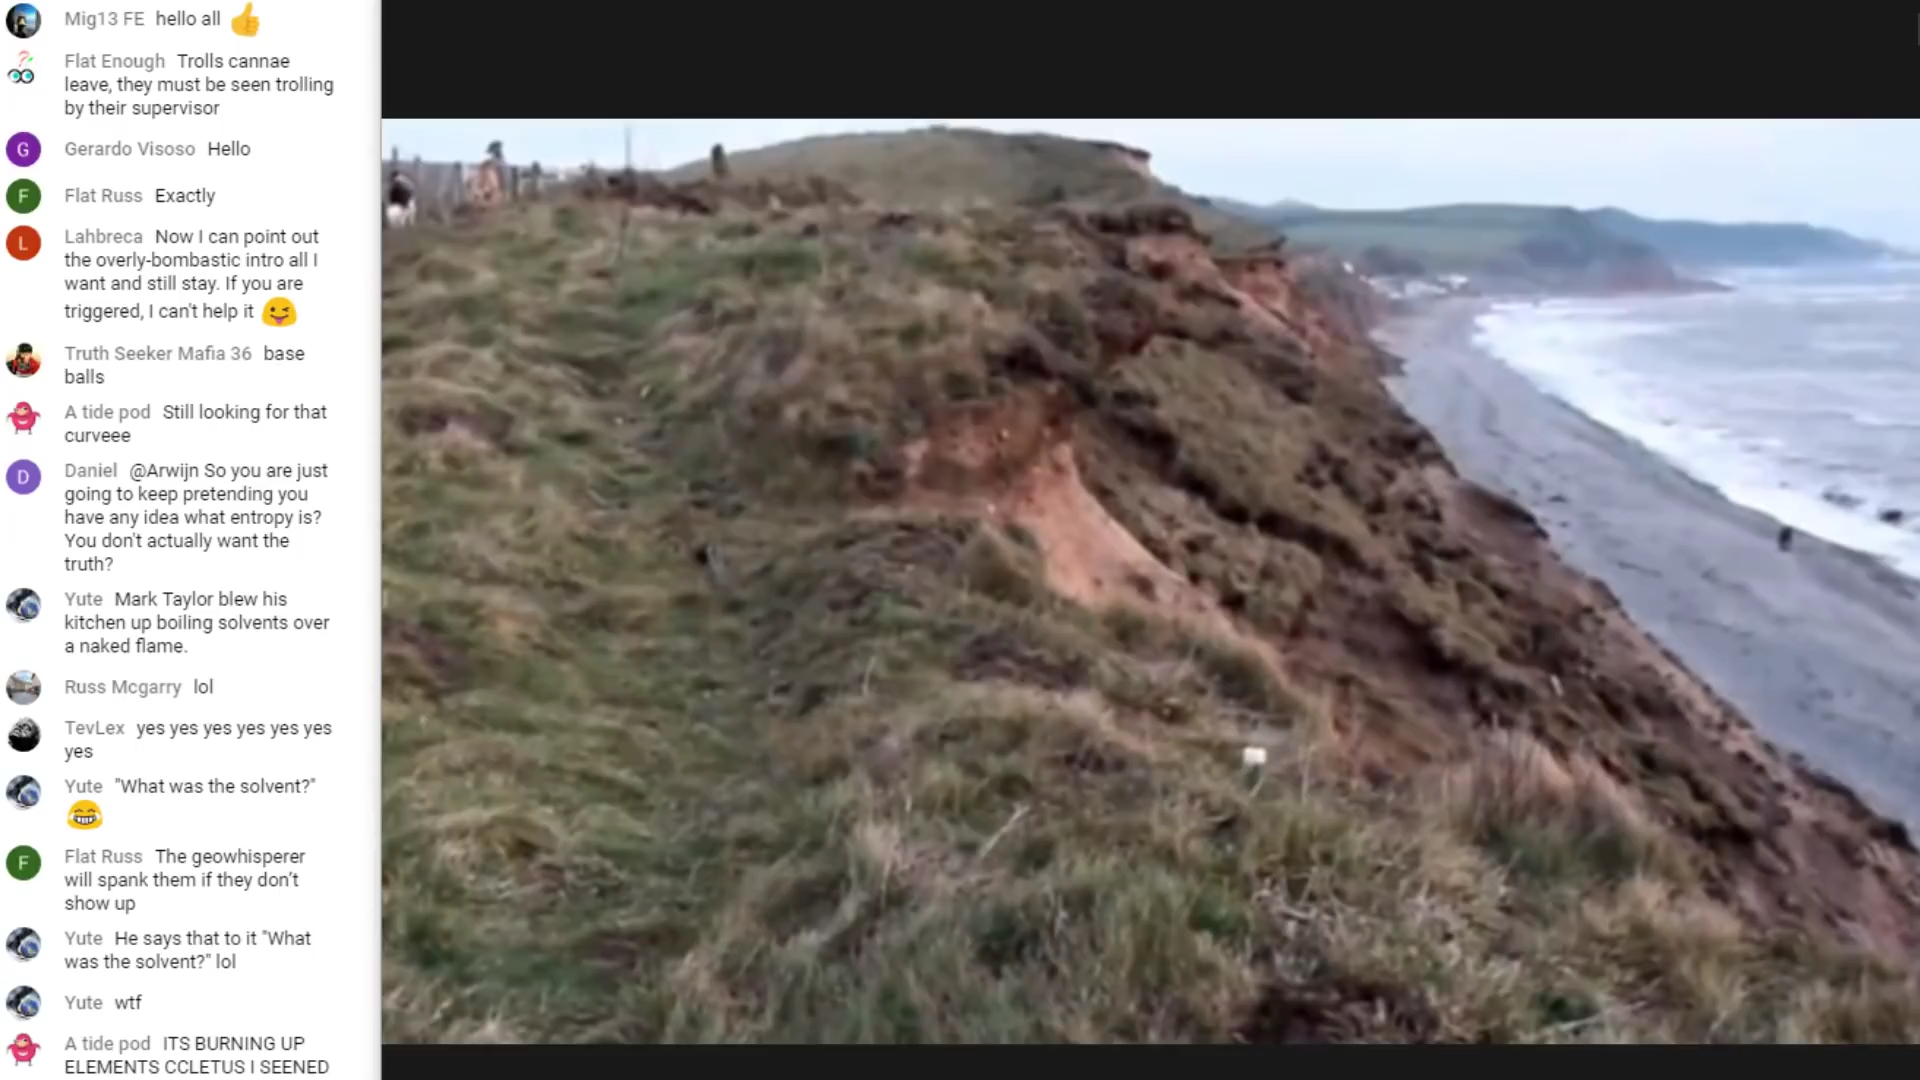 Mig13 FE hello all 👍
Flat Enough Trolls cannae
leave, they must be seen trolling
by their supervisor
G
Gerardo Visoso Hello
F
Flat Russ Exactly
L
Lahbreca Now I can point out
the overly-bombastic intro all I
want and still stay. If you are
triggered, I can't help it 😜
Truth Seeker Mafia 36 base
balls
A tide pod Still looking for that
curveee
D
Daniel @Arwijn So you are just
going to keep pretending you
have any idea what entropy is?
You don't actually want the
truth?
Yute Mark Taylor blew his
kitchen up boiling solvents over
a naked flame.
Russ Mcgarry lol
TevLex yes yes yes yes yes yes
yes
Yute "What was the solvent?"
😂
F
Flat Russ The geowhisperer
will spank them if they don't
show up
Yute He says that to it "What
was the solvent?" lol
Yute wtf
A tide pod ITS BURNING UP
ELEMENTS CCLETUS I SEENED